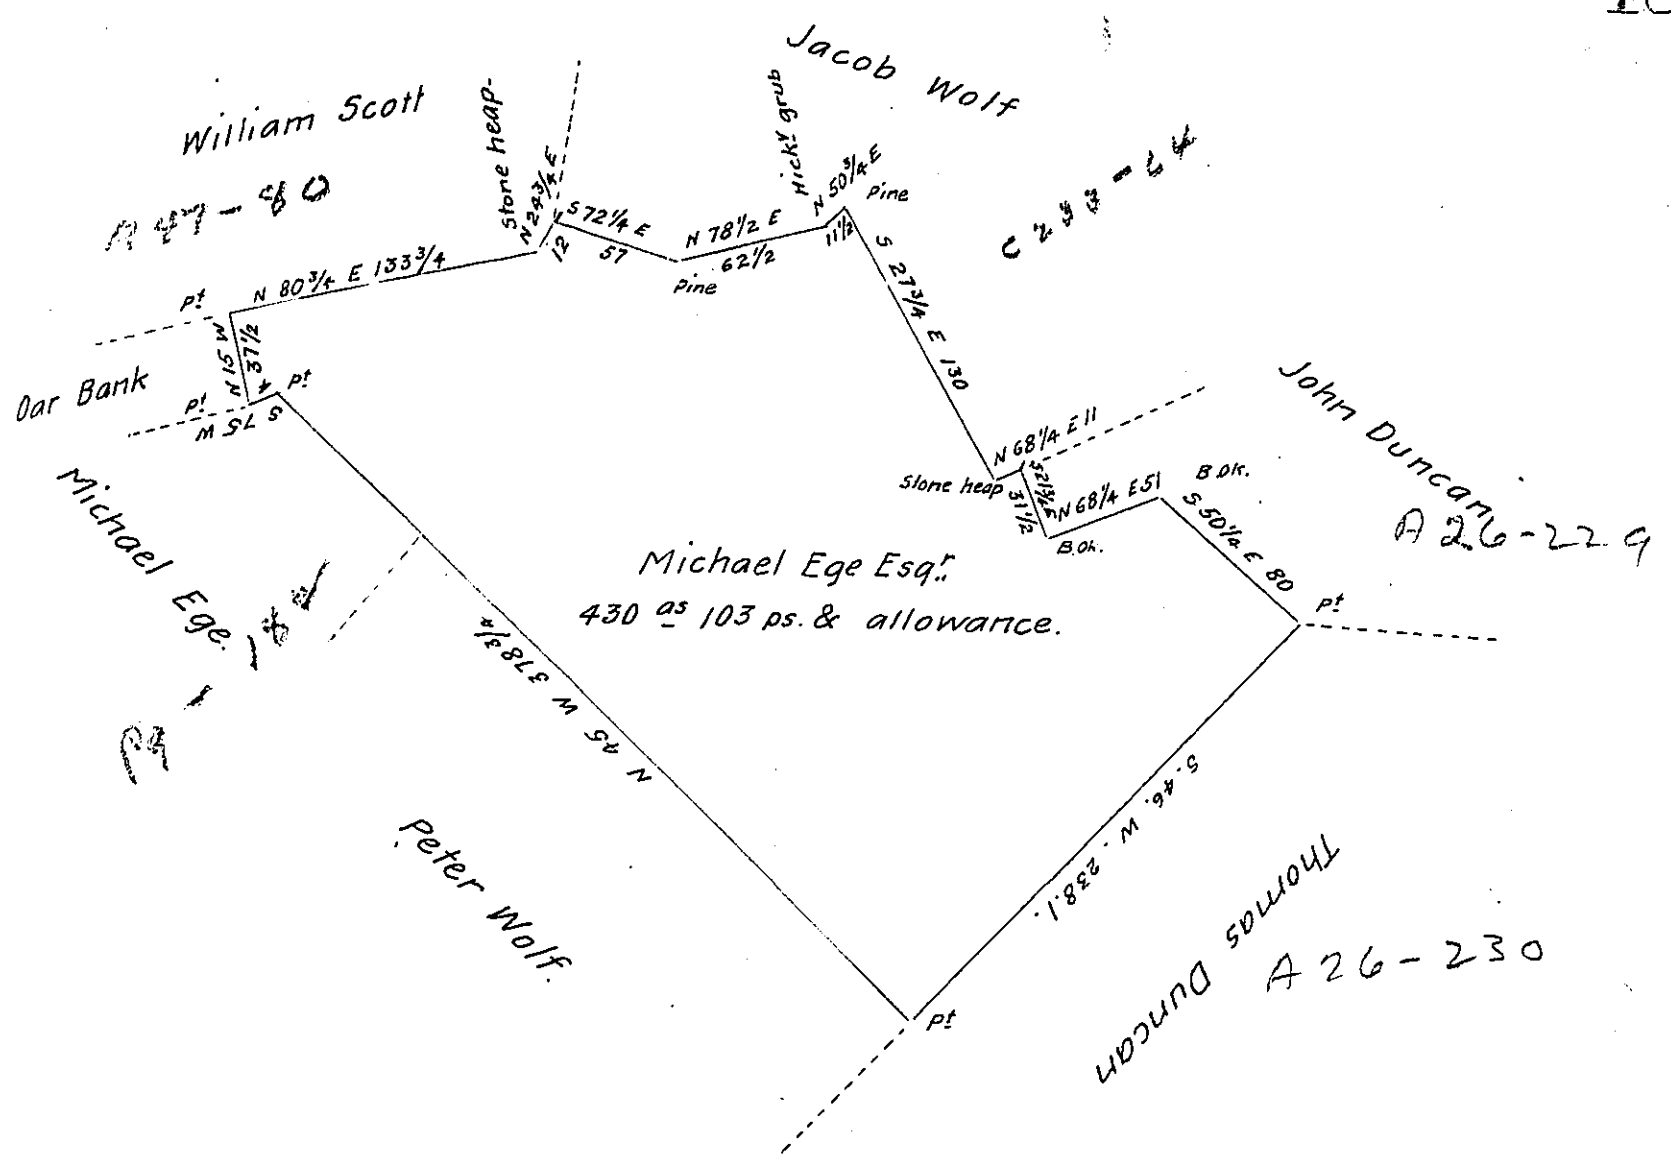 William Scott
Jacob Wolf
Stone heap
Hicky grub
N 24 3/4 E
12
S 72 1/4 E
57
N 78 1/2 E
62 1/2
Pine
N 50 3/4 E
11 1/2
Pine
N 80 3/4 E 133 3/4
Pt
N 15 W
37 1/2
Oar Bank
Pt
S 75 W
Pt
S 27 3/4 E 130
N 68 1/4 E 11
Stone heap
31 1/2
N 68 1/4 E 51
B.Ok.
B.Ok.
S 50 1/4 E 80
Pt
John Duncan
A 26-229
Michael Ege
Michael Ege Esqr.
430 as 103 ps. & allowance.
N 45 W 378 3/4
S. 46. W. 238.1.
Peter Wolf.
Thomas Duncan
A 26-230
Pt